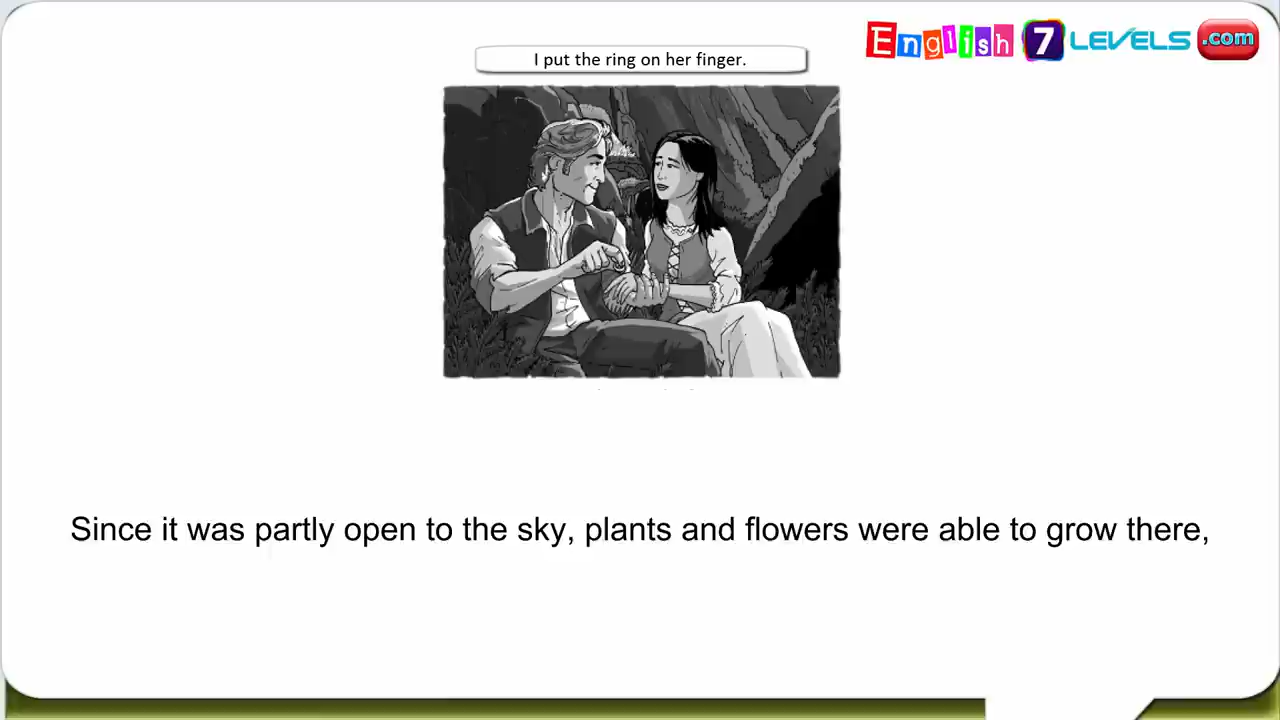 English 7 LEVELS .com
I put the ring on her finger.
Since it was partly open to the sky, plants and flowers were able to grow there,